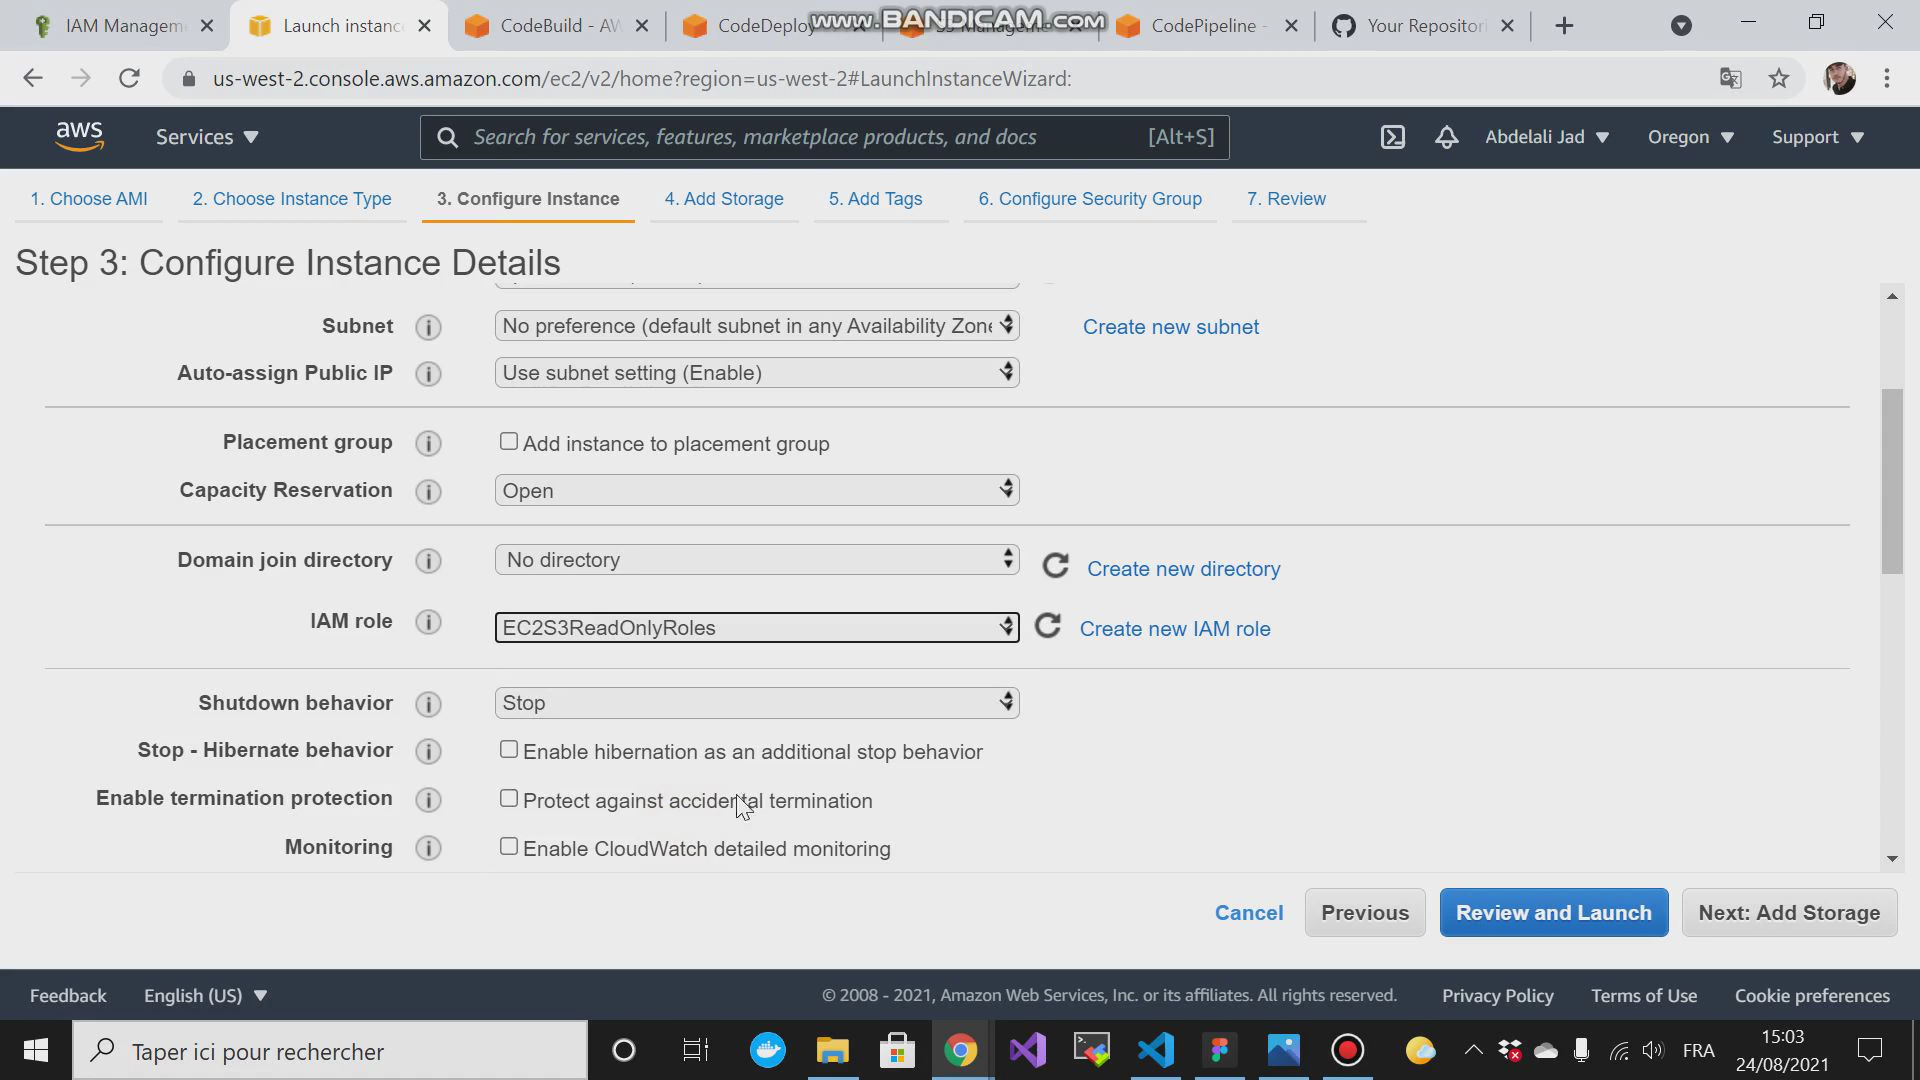 IAM Managem
Launch instanc
CodeBuild - AW
CodeDeploy
www.BANDICAM.com
CodePipeline -
Your Repositori
us-west-2.console.aws.amazon.com/ec2/v2/home?region=us-west-2#LaunchInstanceWizard:
aws
Services
Search for services, features, marketplace products, and docs
[Alt+S]
Abdelali Jad
Oregon
Support
1. Choose AMI
2. Choose Instance Type
3. Configure Instance
4. Add Storage
5. Add Tags
6. Configure Security Group
7. Review
Step 3: Configure Instance Details
Subnet
No preference (default subnet in any Availability Zone
Create new subnet
Auto-assign Public IP
Use subnet setting (Enable)
Placement group
Add instance to placement group
Capacity Reservation
Open
Domain join directory
No directory
Create new directory
IAM role
EC2S3ReadOnlyRoles
Create new IAM role
Shutdown behavior
Stop
Stop - Hibernate behavior
Enable hibernation as an additional stop behavior
Enable termination protection
Protect against accidental termination
Monitoring
Enable CloudWatch detailed monitoring
Cancel
Previous
Review and Launch
Next: Add Storage
Feedback
English (US)
© 2008 - 2021, Amazon Web Services, Inc. or its affiliates. All rights reserved.
Privacy Policy
Terms of Use
Cookie preferences
Taper ici pour rechercher
FRA
15:03
24/08/2021